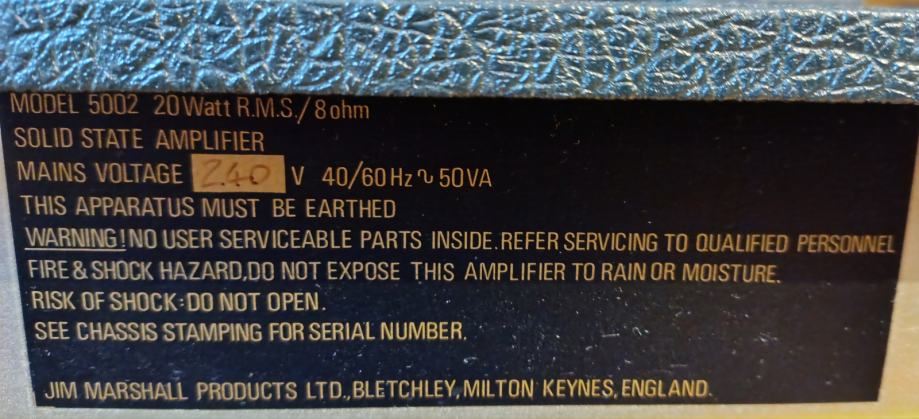 MODEL 5002 20Watt R.M.S./8ohm
SOLID STATE AMPLIFIER
MAINS VOLTAGE 240 V 40/60Hz∿50VA
THIS APPARATUS MUST BE EARTHED
WARNING!NO USER SERVICEABLE PARTS INSIDE.REFER SERVICING TO QUALIFIED PERSONNEL
FIRE&SHOCK HAZARD,DO NOT EXPOSE THIS AMPLIFIER TO RAIN OR MOISTURE.
RISK OF SHOCK:DO NOT OPEN.
SEE CHASSIS STAMPING FOR SERIAL NUMBER.
JIM MARSHALL PRODUCTS LTD.,BLETCHLEY,MILTON KEYNES,ENGLAND.